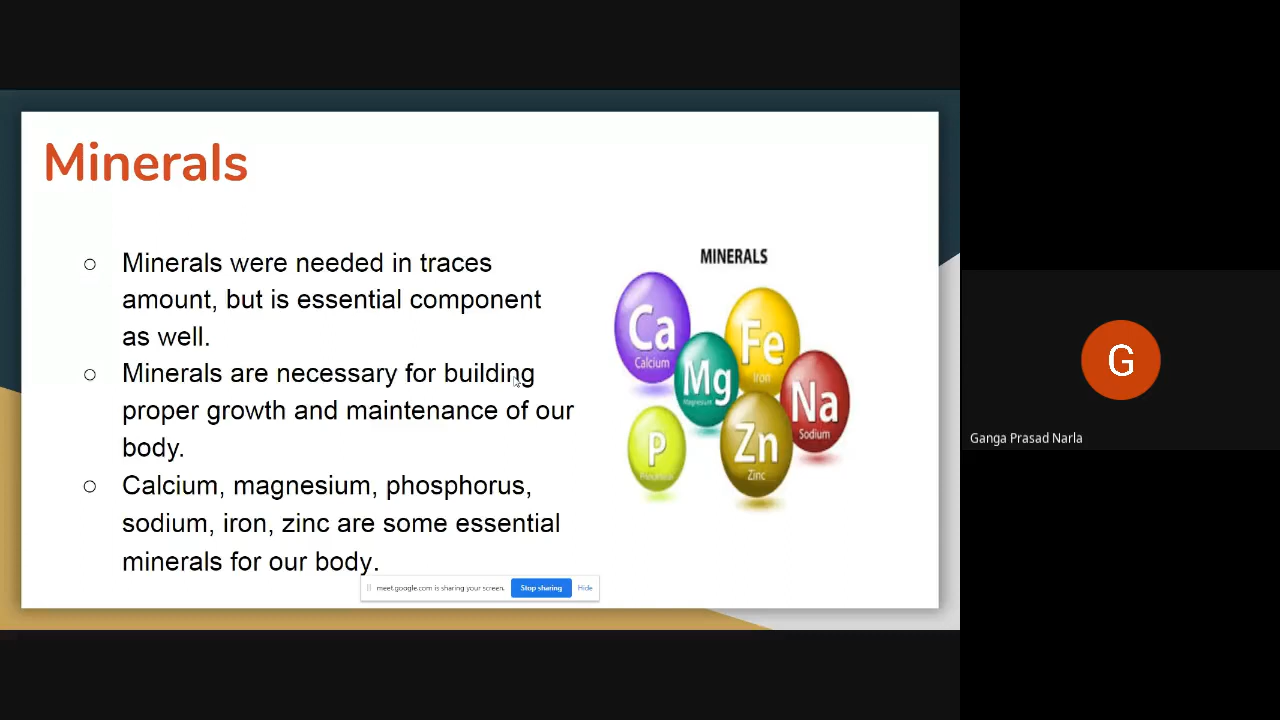 Minerals
○ Minerals were needed in traces
amount, but is essential component
as well.
○ Minerals are necessary for building
proper growth and maintenance of our
body.
○ Calcium, magnesium, phosphorus,
sodium, iron, zinc are some essential
minerals for our body.
MINERALS
Ca
Calcium
Fe
Iron
Mg
Magnesium
Na
Sodium
P
Zn
Zinc
meet.google.com is sharing your screen.
Stop sharing
Hide
G
Ganga Prasad Narla